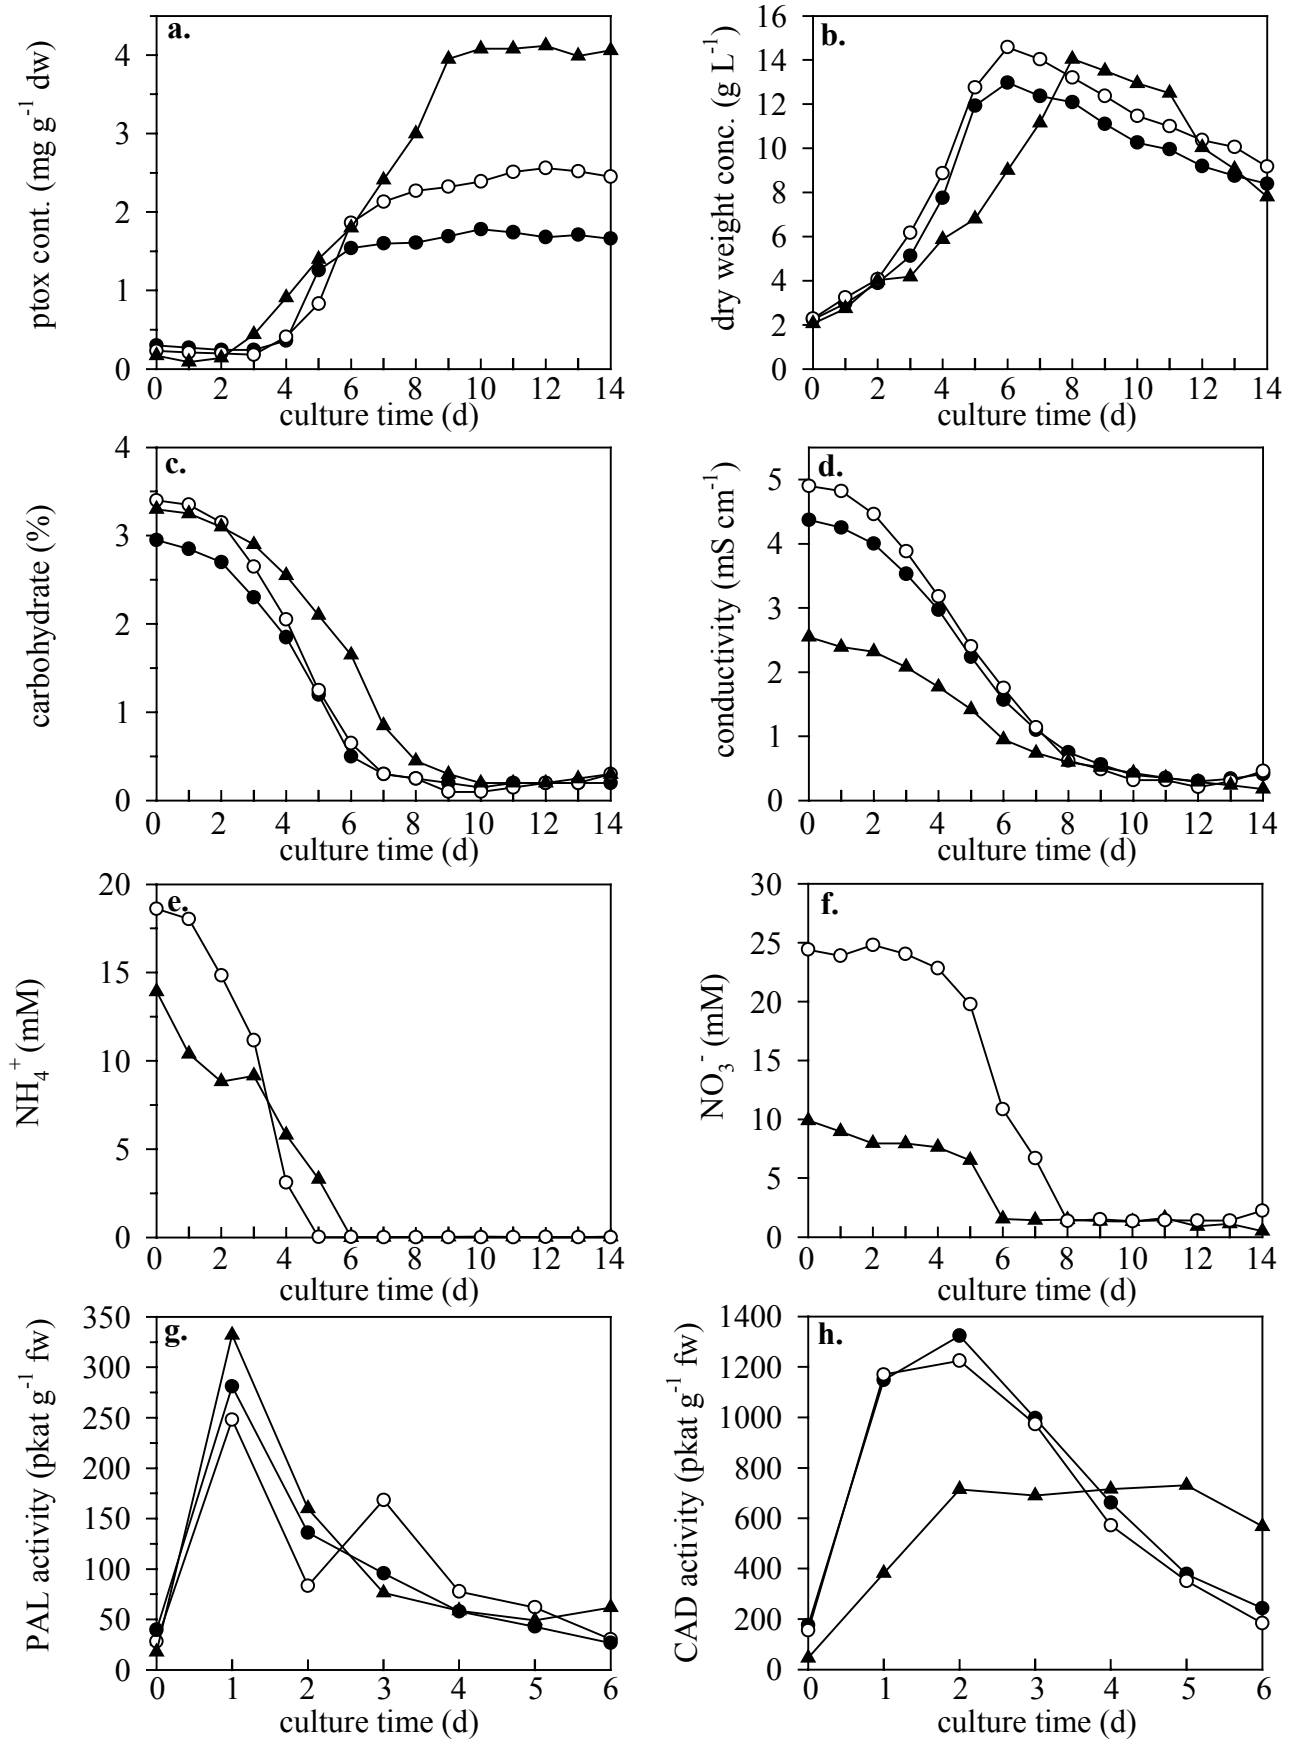 a.
ptox cont. (mg g⁻¹ dw)
4
3
2
1
0
0 2 4 6 8 10 12 14
culture time (d)
b.
dry weight conc. (g L⁻¹)
16
14
12
10
8
6
4
2
0
0 2 4 6 8 10 12 14
culture time (d)
c.
carbohydrate (%)
4
3
2
1
0
0 2 4 6 8 10 12 14
culture time (d)
d.
conductivity (mS cm⁻¹)
5
4
3
2
1
0
0 2 4 6 8 10 12 14
culture time (d)
e.
NH₄⁺ (mM)
20
15
10
5
0
0 2 4 6 8 10 12 14
culture time (d)
f.
NO₃⁻ (mM)
30
25
20
15
10
5
0
0 2 4 6 8 10 12 14
culture time (d)
g.
PAL activity (pkat g⁻¹ fw)
350
300
250
200
150
100
50
0
0 1 2 3 4 5 6
culture time (d)
h.
CAD activity (pkat g⁻¹ fw)
1400
1200
1000
800
600
400
200
0
0 1 2 3 4 5 6
culture time (d)